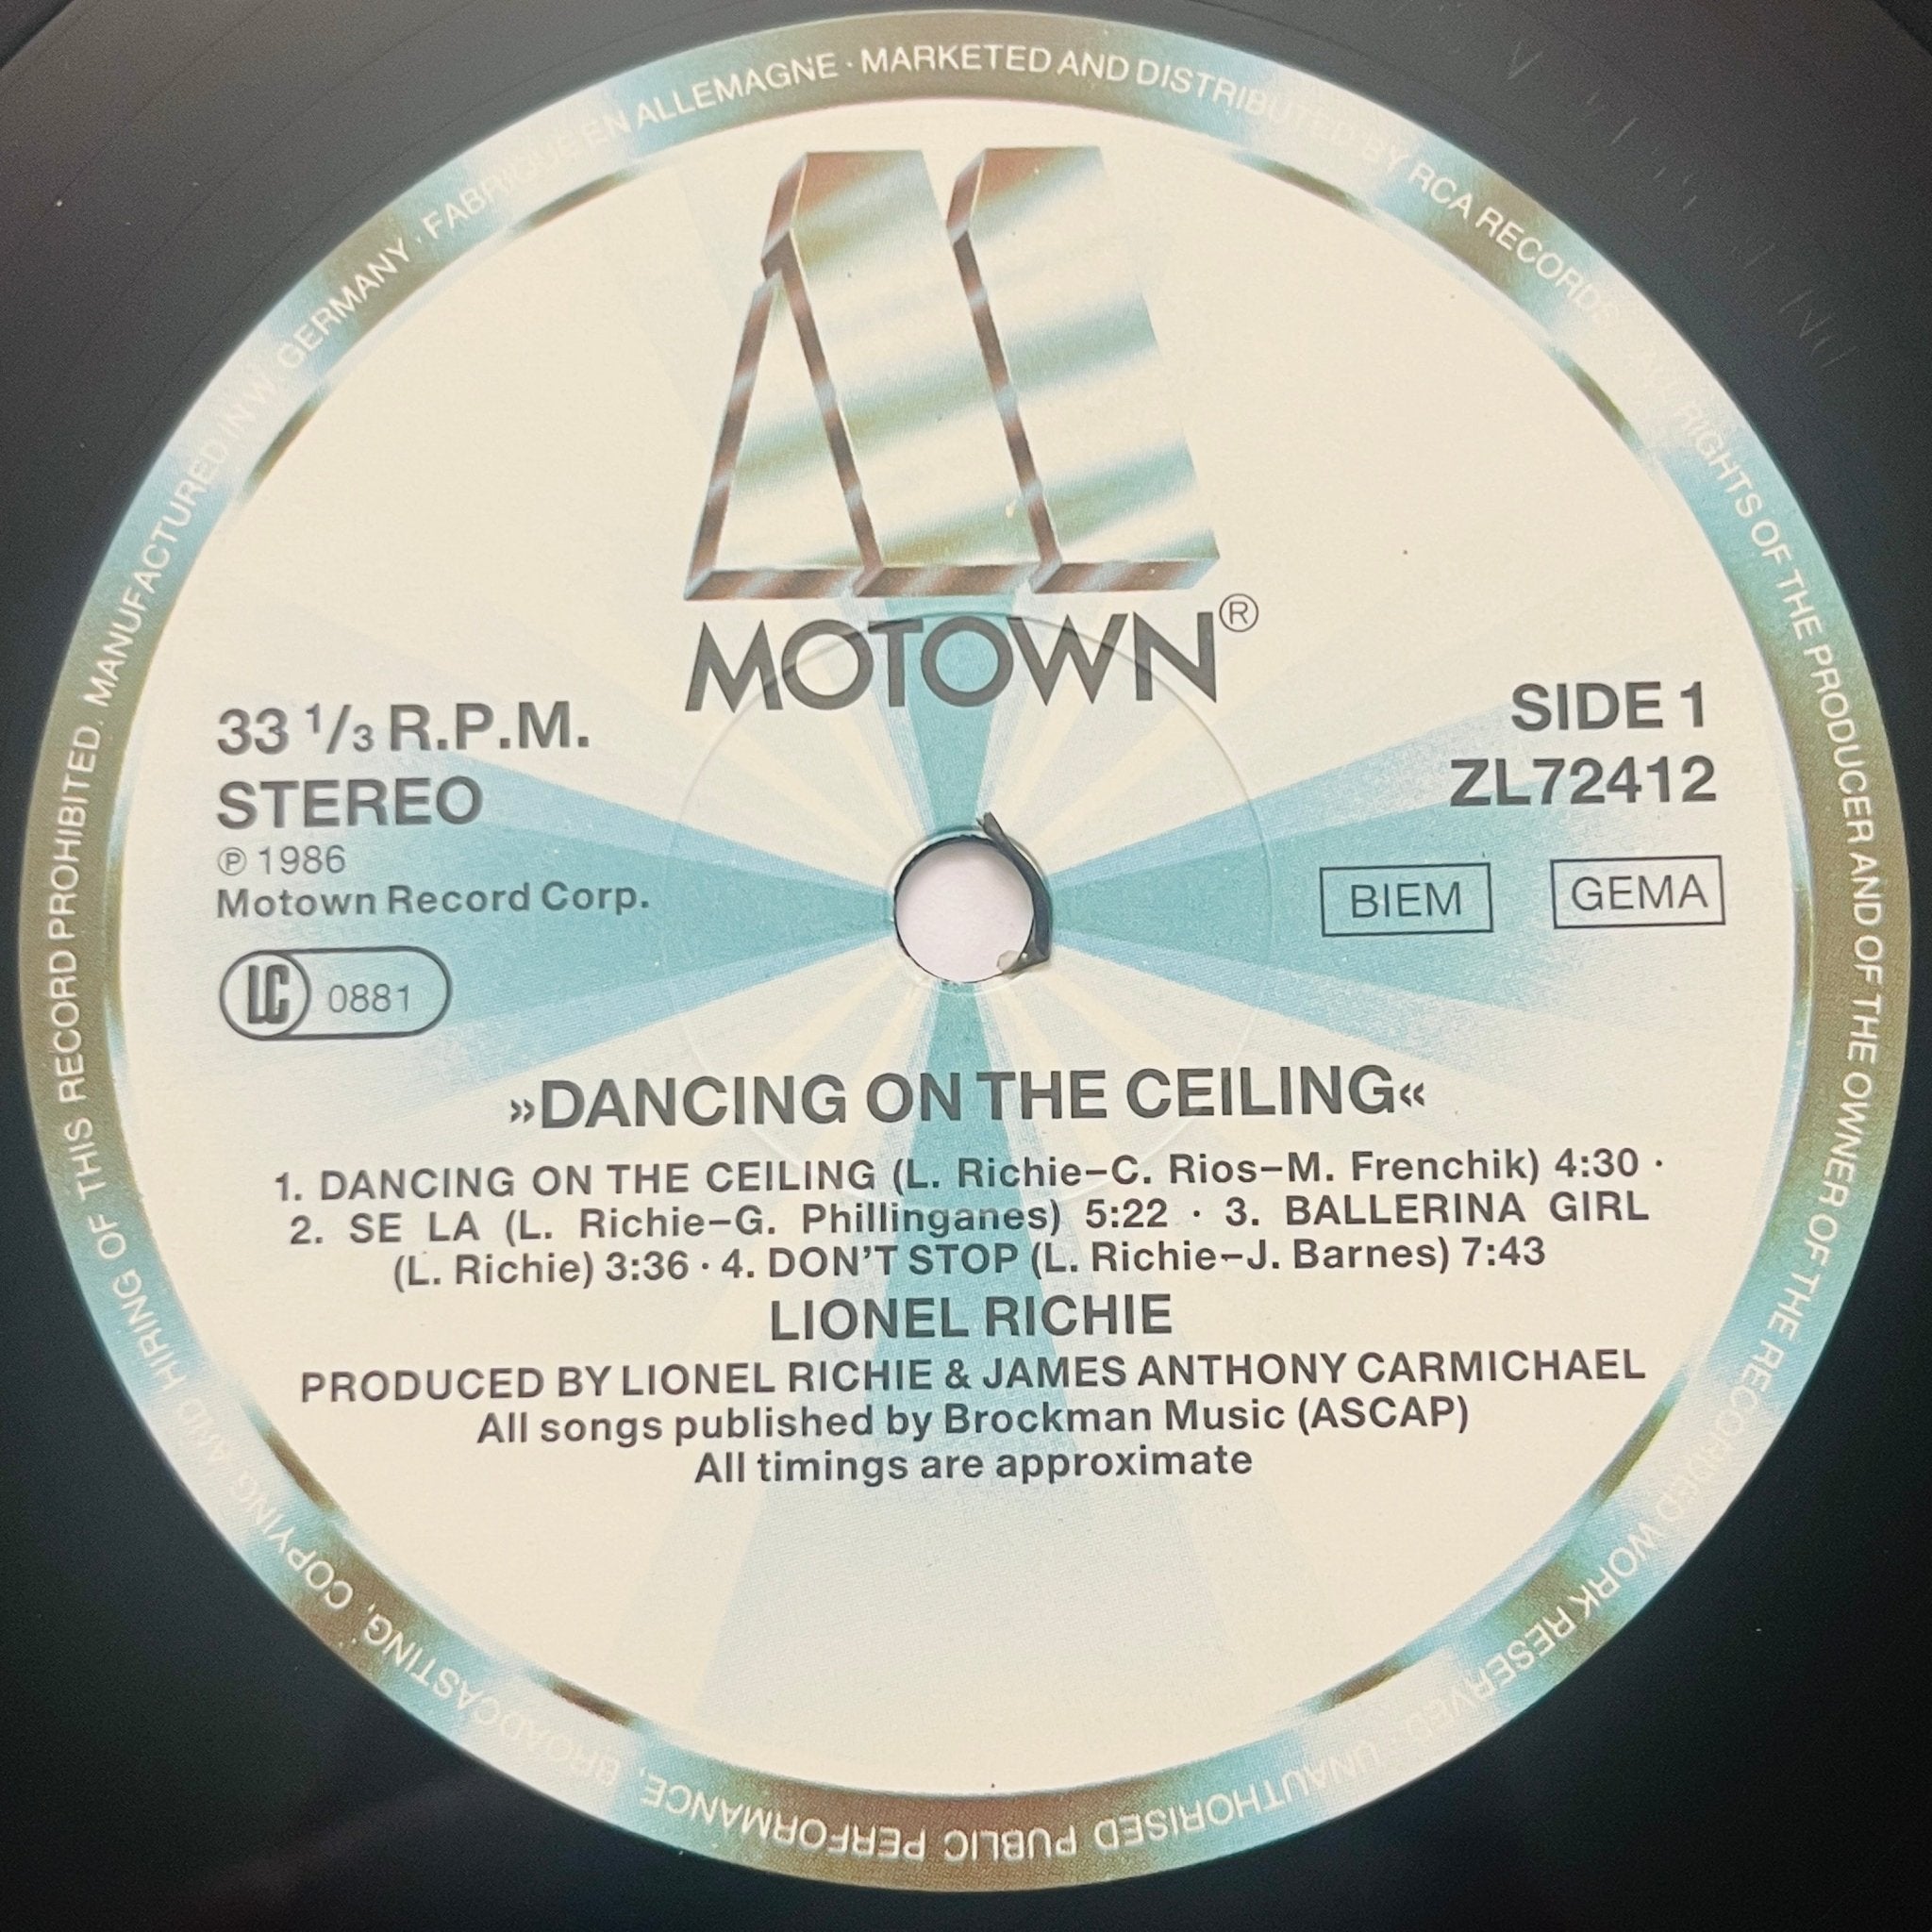 MANUFACTURED IN W. GERMANY · FABRIQUE EN ALLEMAGNE · MARKETED AND DISTRIBUTED BY RCA RECORDS · ALL RIGHTS OF THE PRODUCER AND OF THE OWNER OF THE RECORDED WORK RESERVED · UNAUTHORISED PUBLIC PERFORMANCE, BROADCASTING, COPYING AND HIRING OF THIS RECORD PROHIBITED.
MOTOWN®
33 1/3 R.P.M.
STEREO
℗ 1986
Motown Record Corp.
LC 0881
SIDE 1
ZL72412
BIEM GEMA
»DANCING ON THE CEILING«
1. DANCING ON THE CEILING (L. Richie–C. Rios–M. Frenchik) 4:30 ·
2. SE LA (L. Richie–G. Phillinganes) 5:22 · 3. BALLERINA GIRL
(L. Richie) 3:36 · 4. DON'T STOP (L. Richie–J. Barnes) 7:43
LIONEL RICHIE
PRODUCED BY LIONEL RICHIE & JAMES ANTHONY CARMICHAEL
All songs published by Brockman Music (ASCAP)
All timings are approximate